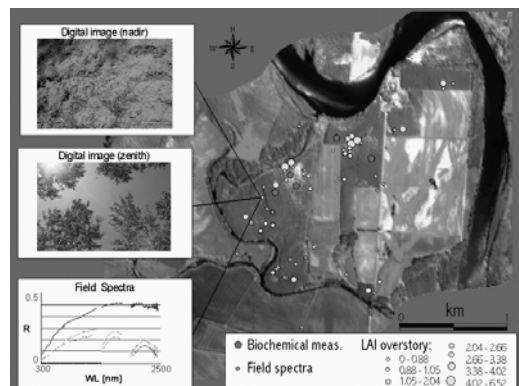 Digital image (nadir)
N
W E
S
Digital image (zenith)
Field Spectra
0.5
R
0
300 WL [nm] 2500
km
0 1
Biochemical meas.
Field spectra
LAI overstory:
0-0.88
0.88-1.05
1.05-2.04
2.04-2.66
2.66-3.38
3.38-4.02
4.02-6.52